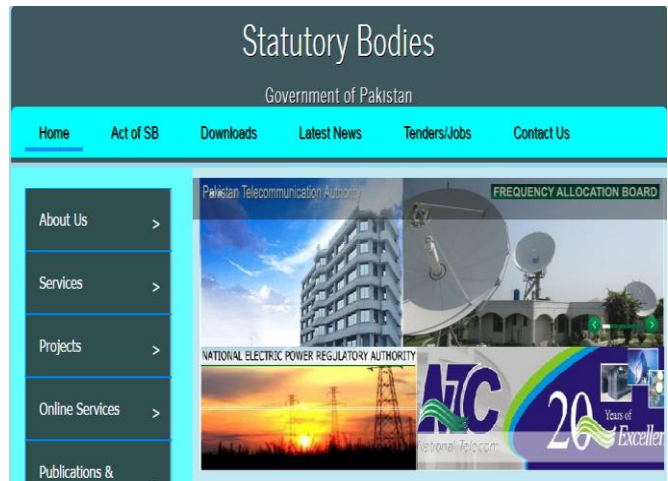 Statutory Bodies
Government of Pakistan
Home Act of SB Downloads Latest News Tenders/Jobs Contact Us
About Us >
Services >
Projects >
Online Services >
Publications &
Pakistan Telecommunication Authority
FREQUENCY ALLOCATION BOARD
NATIONAL ELECTRIC POWER REGULATORY AUTHORITY
NTC
National Telecom
20 Years of
Excellen